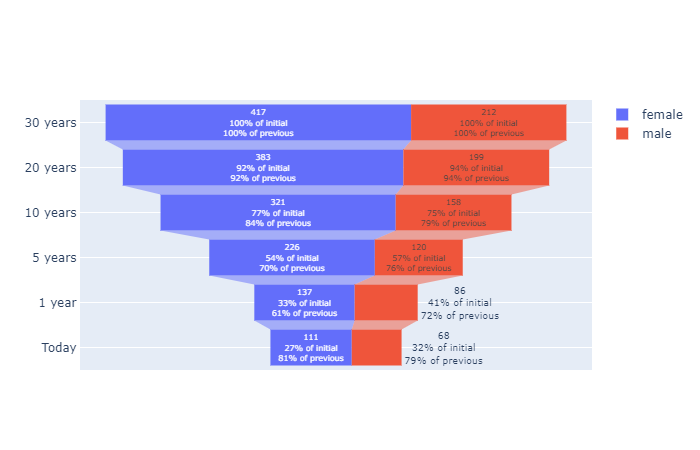 30 years
417
100% of initial
100% of previous
212
100% of initial
100% of previous
female
male
20 years
383
92% of initial
92% of previous
199
94% of initial
94% of previous
10 years
321
77% of initial
84% of previous
158
75% of initial
79% of previous
5 years
226
54% of initial
70% of previous
120
57% of initial
76% of previous
1 year
137
33% of initial
61% of previous
86
41% of initial
72% of previous
Today
111
27% of initial
81% of previous
68
32% of initial
79% of previous